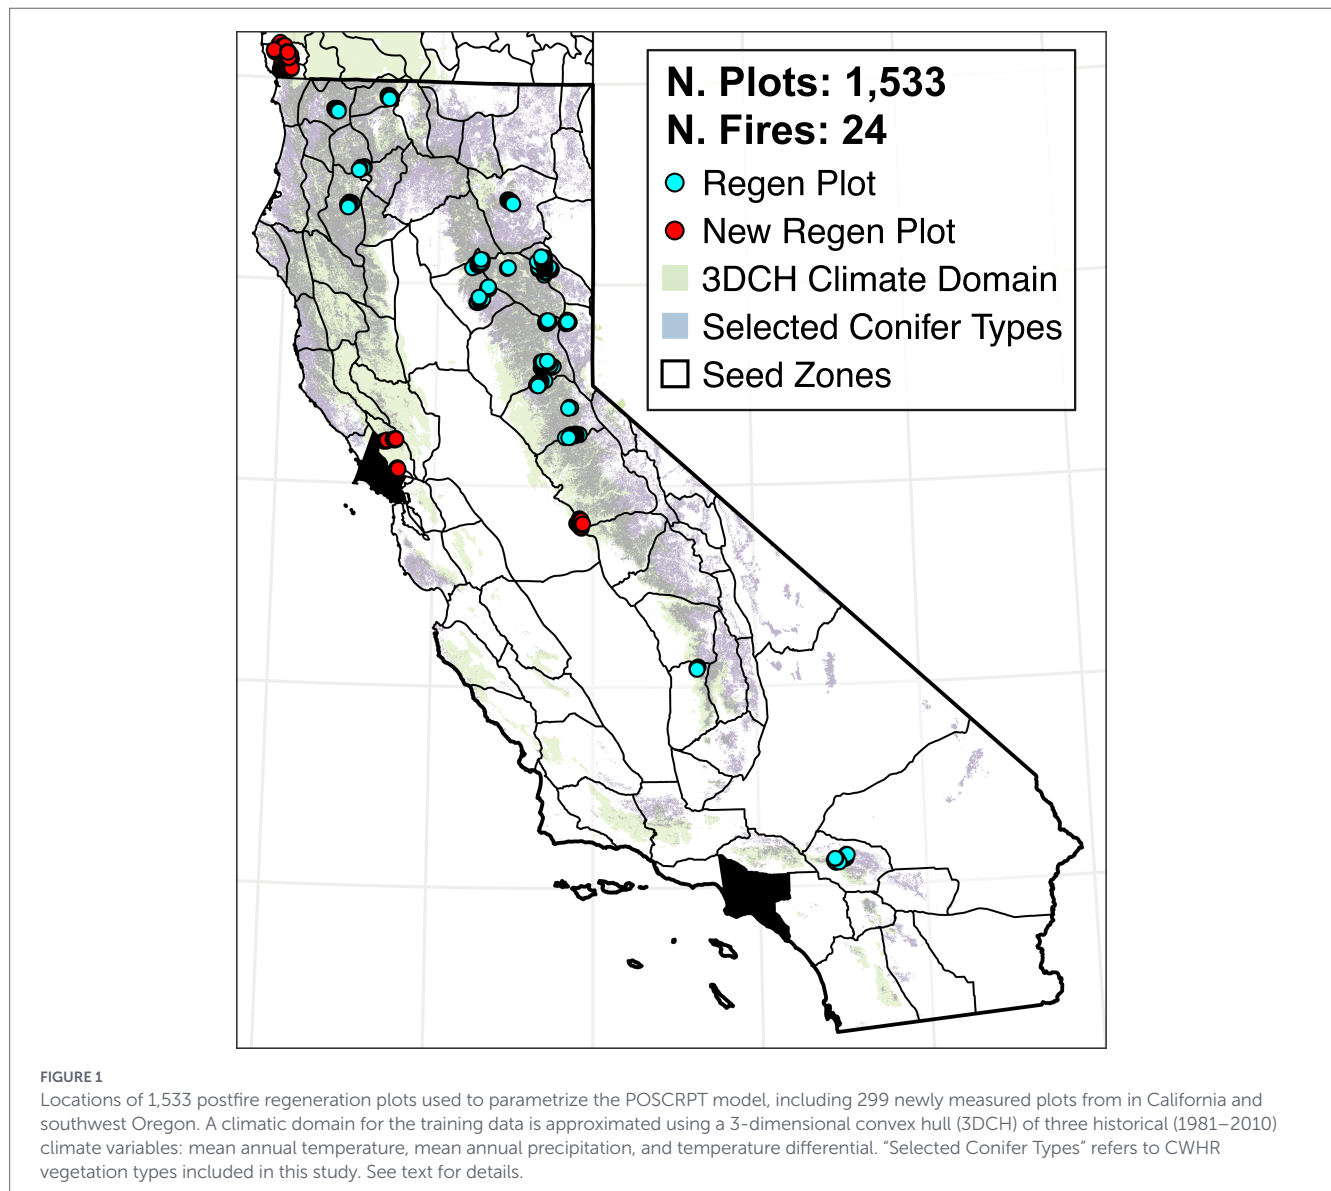 N. Plots: 1,533
N. Fires: 24
Regen Plot
New Regen Plot
3DCH Climate Domain
Selected Conifer Types
Seed Zones
FIGURE 1
Locations of 1,533 postfire regeneration plots used to parametrize the POSCRPT model, including 299 newly measured plots from in California and
southwest Oregon. A climatic domain for the training data is approximated using a 3-dimensional convex hull (3DCH) of three historical (1981–2010)
climate variables: mean annual temperature, mean annual precipitation, and temperature differential. “Selected Conifer Types” refers to CWHR
vegetation types included in this study. See text for details.